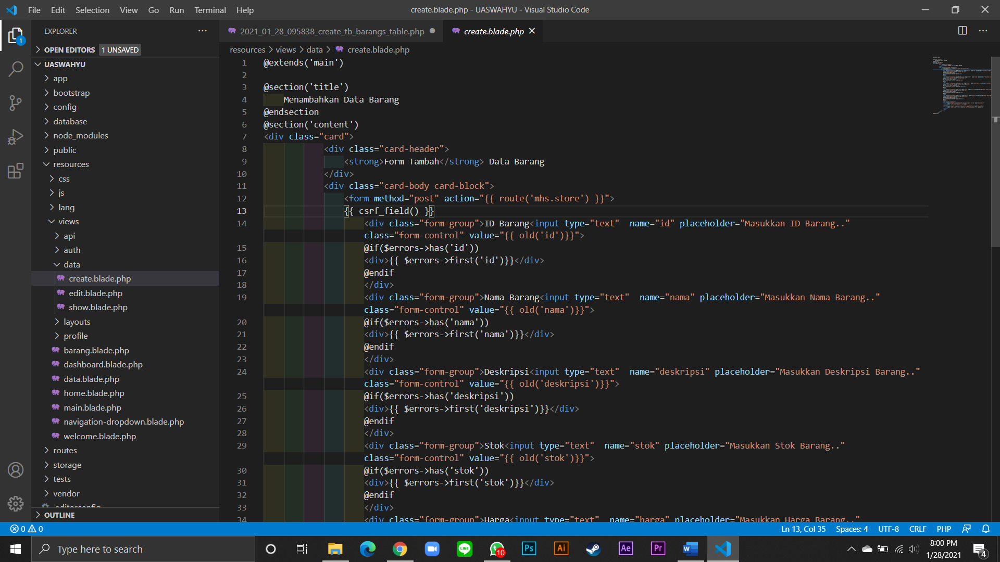 File Edit Selection View Go Run Terminal Help
create.blade.php - UASWAHYU - Visual Studio Code
1
EXPLORER
OPEN EDITORS 1 UNSAVED
UASWAHYU
app
bootstrap
config
database
node_modules
public
resources
css
js
lang
views
api
auth
data
create.blade.php
edit.blade.php
show.blade.php
layouts
profile
barang.blade.php
dashboard.blade.php
data.blade.php
home.blade.php
main.blade.php
navigation-dropdown.blade.php
welcome.blade.php
routes
storage
tests
vendor
.editorconfig
OUTLINE
2021_01_28_095838_create_tb_barangs_table.php
create.blade.php
resources > views > data > create.blade.php
1 @extends('main')
2
3 @section('title')
4 Menambahkan Data Barang
5 @endsection
6 @section('content')
7 <div class="card">
8 <div class="card-header">
9 <strong>Form Tambah</strong> Data Barang
10 </div>
11 <div class="card-body card-block">
12 <form method="post" action="{{ route('mhs.store') }}">
13 {{ csrf_field() }}
14 <div class="form-group">ID Barang<input type="text"  name="id" placeholder="Masukkan ID Barang.."
class="form-control" value="{{ old('id')}}">
15 @if($errors->has('id'))
16 <div>{{ $errors->first('id')}}</div>
17 @endif
18 </div>
19 <div class="form-group">Nama Barang<input type="text"  name="nama" placeholder="Masukkan Nama Barang.."
class="form-control" value="{{ old('nama')}}">
20 @if($errors->has('nama'))
21 <div>{{ $errors->first('nama')}}</div>
22 @endif
23 </div>
24 <div class="form-group">Deskripsi<input type="text"  name="deskripsi" placeholder="Masukkan Deskripsi Barang.."
class="form-control" value="{{ old('deskripsi')}}">
25 @if($errors->has('deskripsi'))
26 <div>{{ $errors->first('deskripsi')}}</div>
27 @endif
28 </div>
29 <div class="form-group">Stok<input type="text"  name="stok" placeholder="Masukkan Stok Barang.."
class="form-control" value="{{ old('stok')}}">
30 @if($errors->has('stok'))
31 <div>{{ $errors->first('stok')}}</div>
32 @endif
33 </div>
34 <div class="form-group">Harga<input type="text"  name="harga" placeholder="Masukkan Harga Barang.."
0 0
Ln 13, Col 35 Spaces: 4 UTF-8 CRLF PHP
Type here to search
LINE
10
Ps
Ai
Ae
Pr
W
8:00 PM
1/28/2021
4